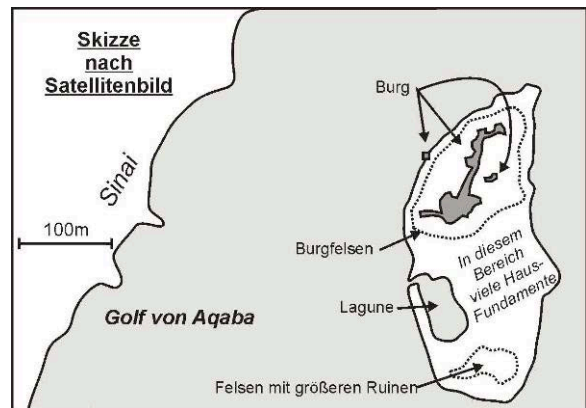 Skizze
nach
Satellitenbild
Sinai
100m
Golf von Aqaba
Burg
Burgfelsen
In diesem
Bereich
viele Haus-
Fundamente
Lagune
Felsen mit größeren Ruinen